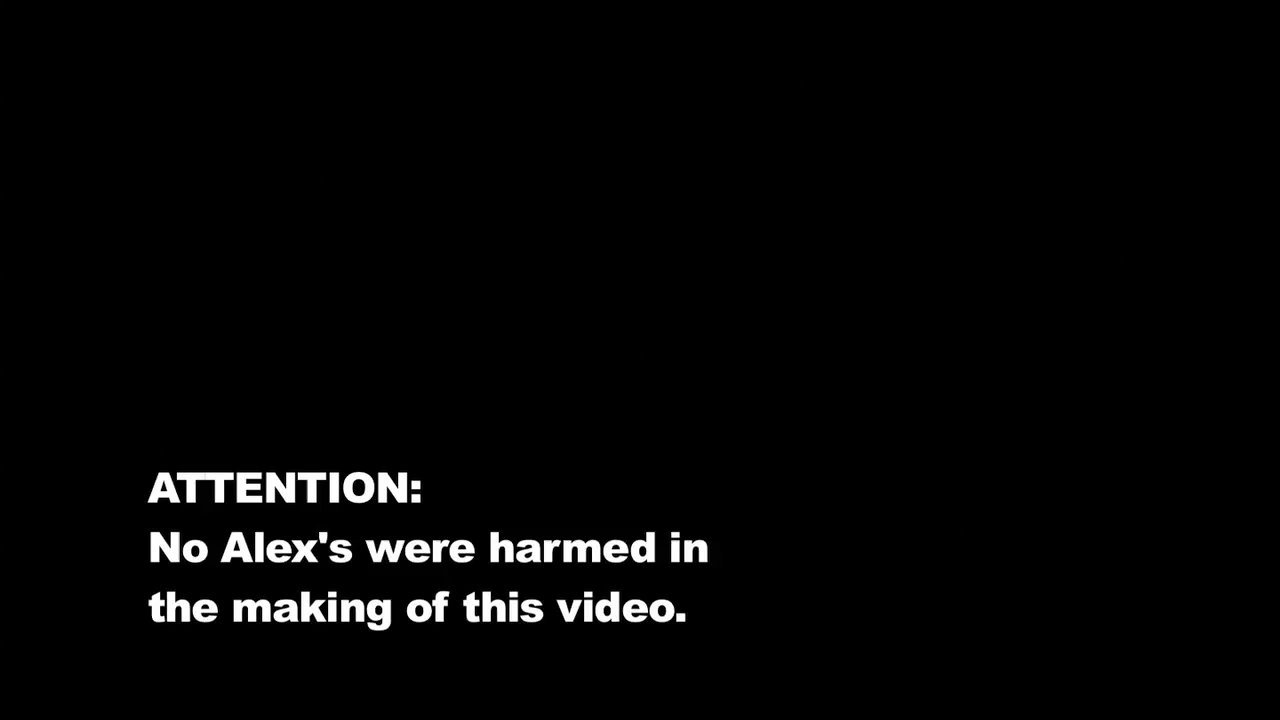 ATTENTION:
No Alex's were harmed in
the making of this video.